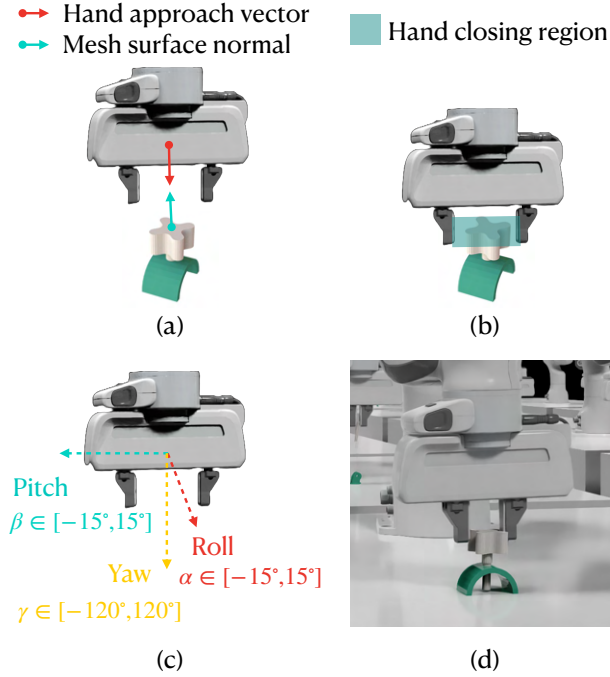 Hand approach vector
Mesh surface normal
Hand closing region
(a)
(b)
Pitch
β ∈ [−15°,15°]
Roll
α ∈ [−15°,15°]
Yaw
γ ∈ [−120°,120°]
(c)
(d)